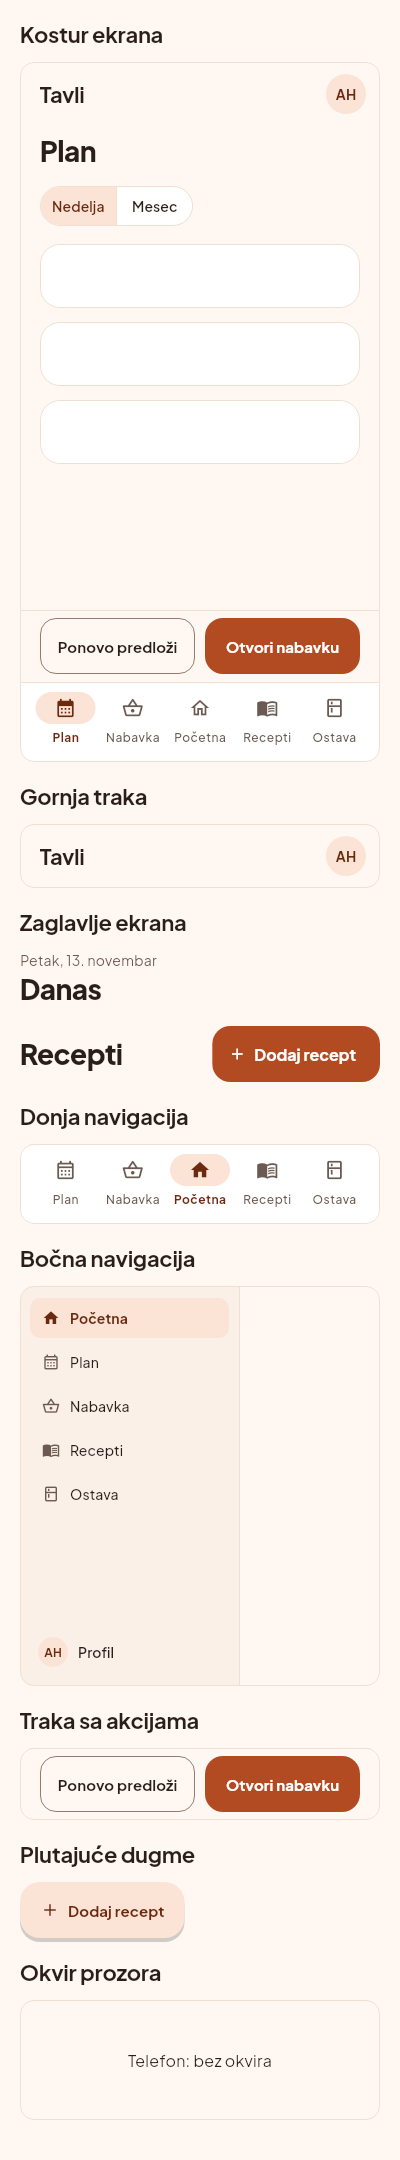 Kostur ekrana
Tavli AH
Plan
Nedelja Mesec
Ponovo predloži Otvori nabavku
Plan Nabavka Početna Recepti Ostava
Gornja traka
Tavli AH
Zaglavlje ekrana
Petak, 13. novembar
Danas
Recepti + Dodaj recept
Donja navigacija
Plan Nabavka Početna Recepti Ostava
Bočna navigacija
Početna
Plan
Nabavka
Recepti
Ostava
AH Profil
Traka sa akcijama
Ponovo predloži Otvori nabavku
Plutajuće dugme
+ Dodaj recept
Okvir prozora
Telefon: bez okvira